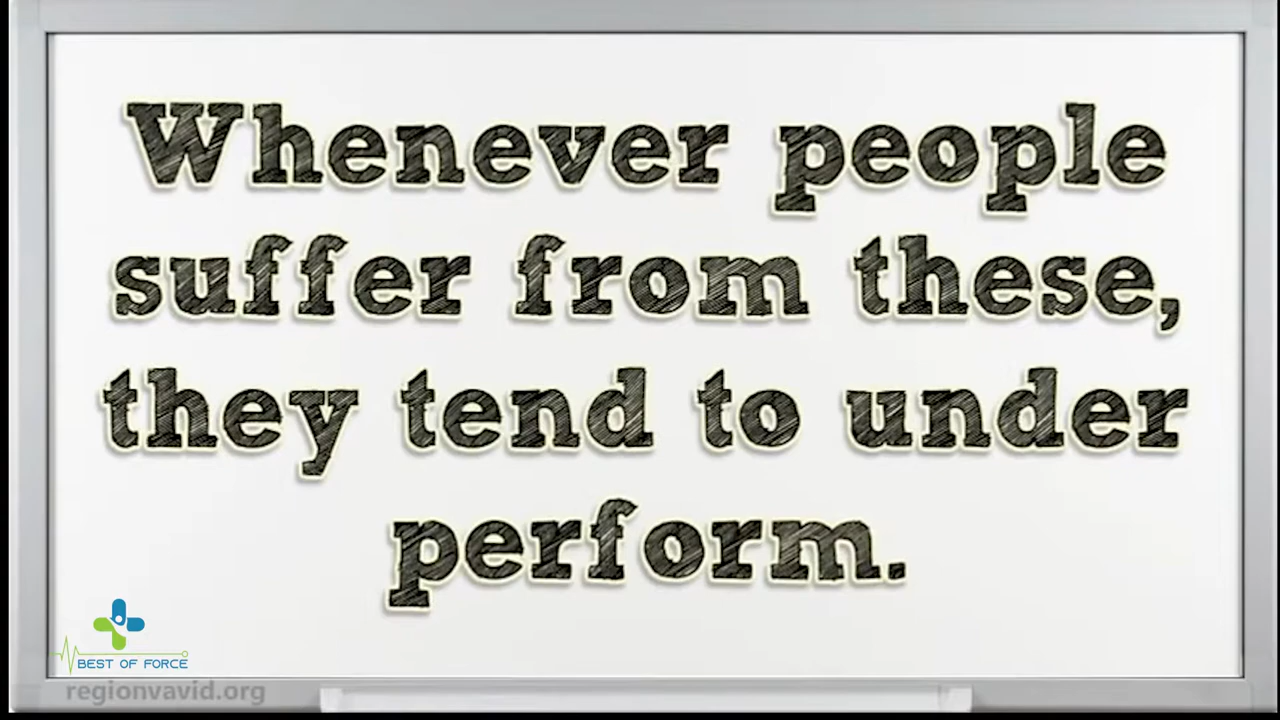 Whenever people
suffer from these,
they tend to under
perform.
BEST OF FORCE
regionvavid.org